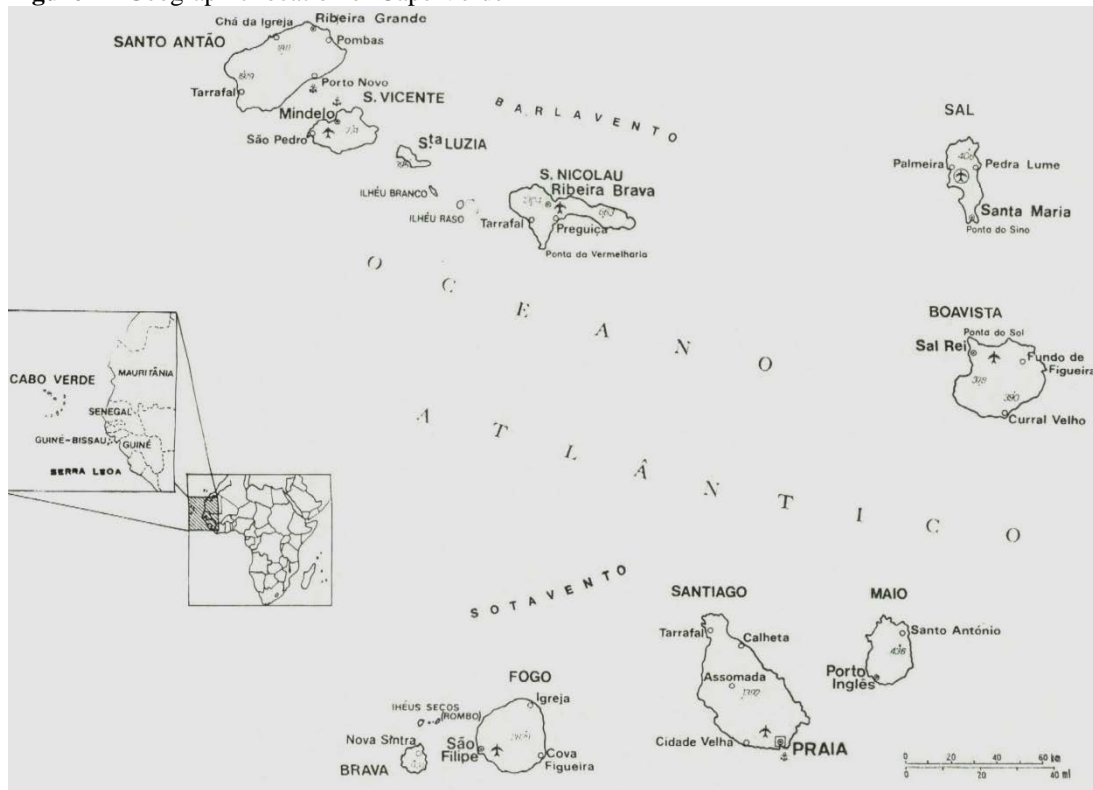 Ribeira Grande
Chá da Igreja
Pombas
SANTO ANTÃO
Tarrafal
Porto Novo
S. VICENTE
Mindelo
São Pedro
Sta LUZIA
BARLAVENTO
ILHÉU BRANCO
ILHÉU RASO
S. NICOLAU
Ribeira Brava
Tarrafal
Preguiça
Ponta da Vermelharia
SAL
Palmeira
Pedra Lume
Santa Maria
Ponta do Sino
OCEANO
ATLÂNTICO
BOAVISTA
Ponta do Sol
Sal Rei
Fundo de
Figueira
Curral Velho
CABO VERDE
MAURITÂNIA
SENEGAL
GUINÉ-BISSAU
GUINÉ
SERRA LEOA
SOTAVENTO
SANTIAGO
Tarrafal
Calheta
Assomada
Cidade Velha
PRAIA
MAIO
Santo António
Porto
Inglês
FOGO
Igreja
IHÉUS SECOS
(ROMBO)
São
Filipe
Cova
Figueira
Nova Sintra
BRAVA
0 20 40 60 km
0 20 40 ml